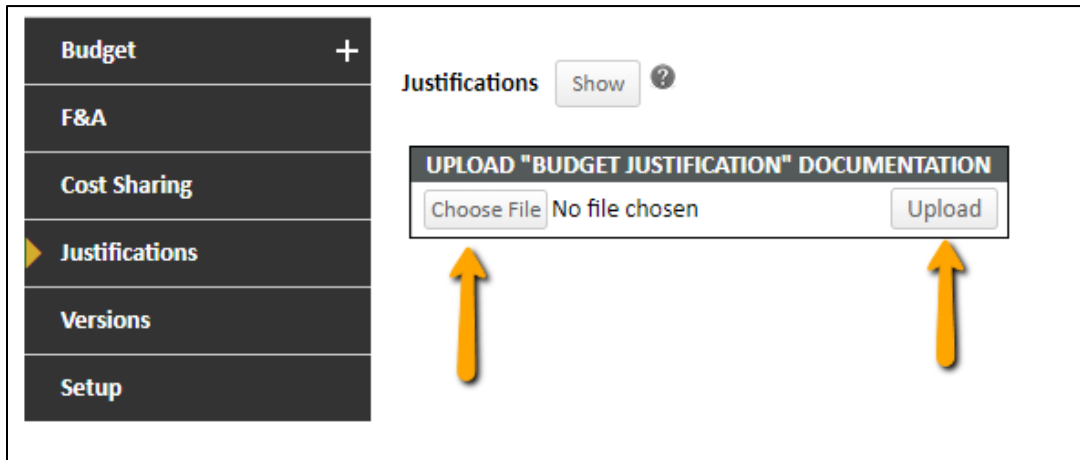 Budget +
F&A
Cost Sharing
Justifications
Versions
Setup
Justifications Show ?
UPLOAD "BUDGET JUSTIFICATION" DOCUMENTATION
Choose File No file chosen Upload